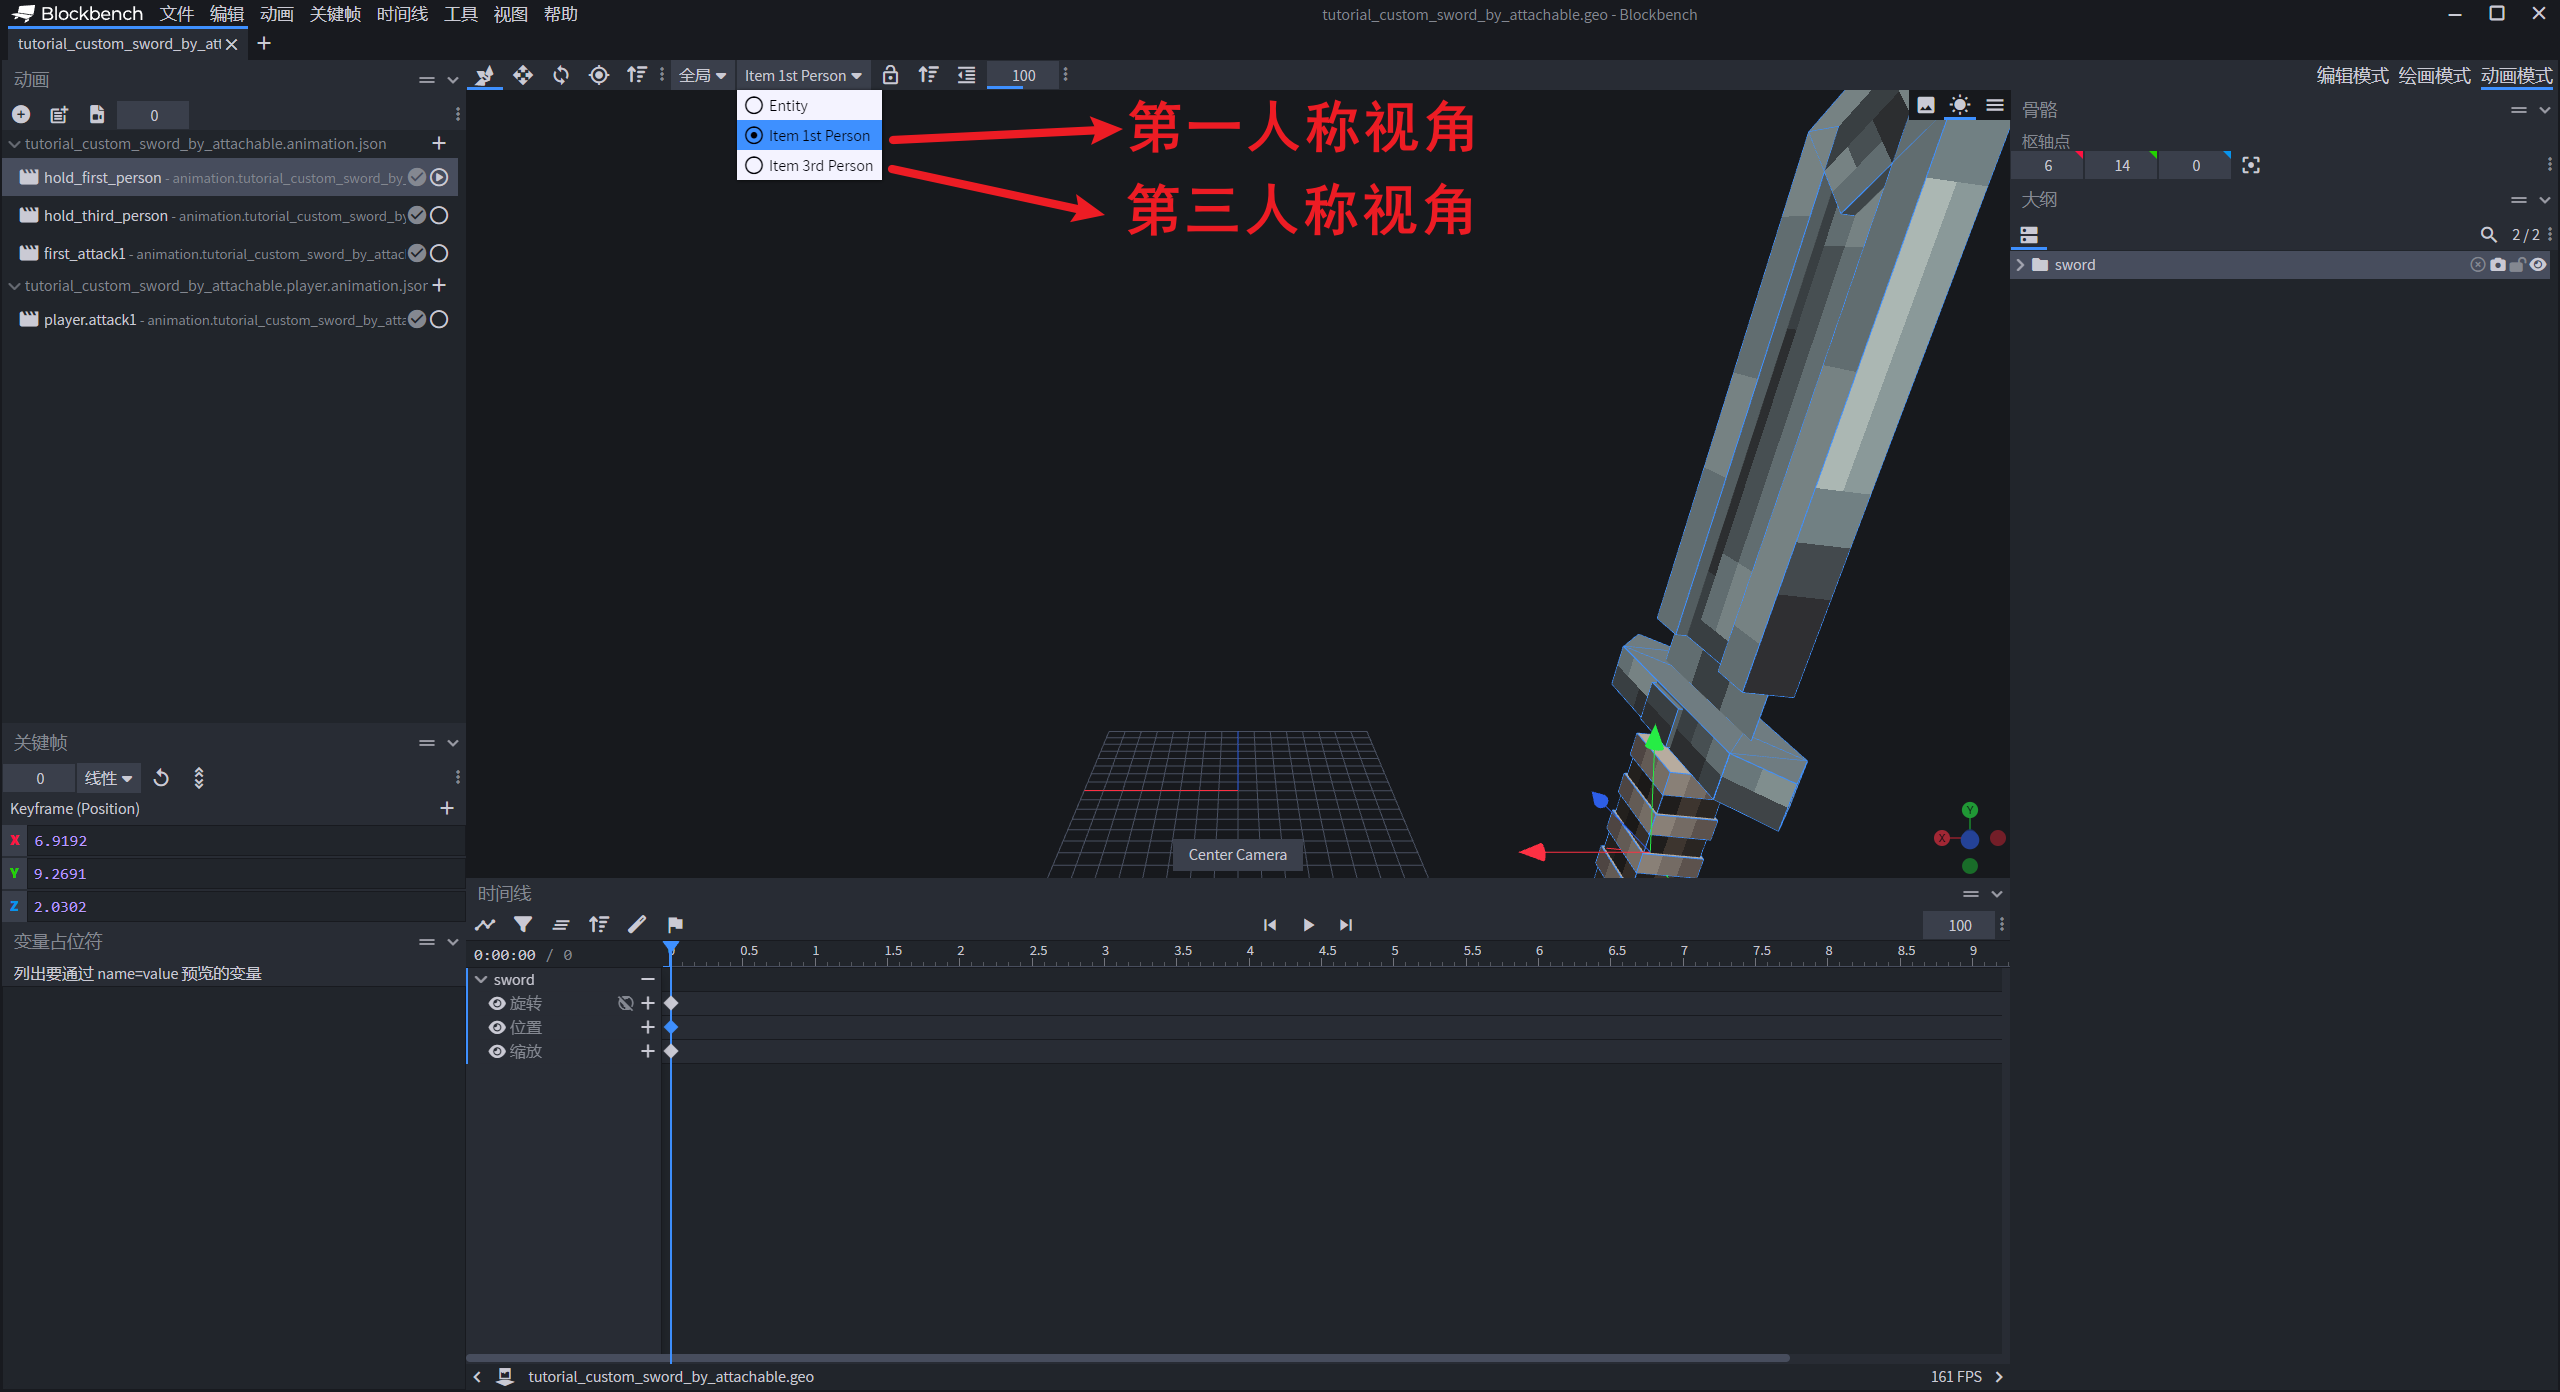 Blockbench 文件 编辑 动画 关键帧 时间线 工具 视图 帮助
tutorial_custom_sword_by_attachable.geo - Blockbench
tutorial_custom_sword_by_att
动画
0
tutorial_custom_sword_by_attachable.animation.json
hold_first_person - animation.tutorial_custom_sword_by_
hold_third_person - animation.tutorial_custom_sword_by
first_attack1 - animation.tutorial_custom_sword_by_attac
tutorial_custom_sword_by_attachable.player.animation.jsor
player.attack1 - animation.tutorial_custom_sword_by_atta
全局 Item 1st Person 100
Entity
Item 1st Person
Item 3rd Person
第一人称视角
第三人称视角
编辑模式 绘画模式 动画模式
骨骼
枢轴点
6 14 0
大纲
2 / 2
sword
关键帧
0 线性
Keyframe (Position)
X 6.9192
Y 9.2691
Z 2.0302
变量占位符
列出要通过 name=value 预览的变量
Center Camera
Y
X
时间线
100
0:00:00 / 0
0.5 1 1.5 2 2.5 3 3.5 4 4.5 5 5.5 6 6.5 7 7.5 8 8.5 9
sword
旋转
位置
缩放
tutorial_custom_sword_by_attachable.geo
161 FPS